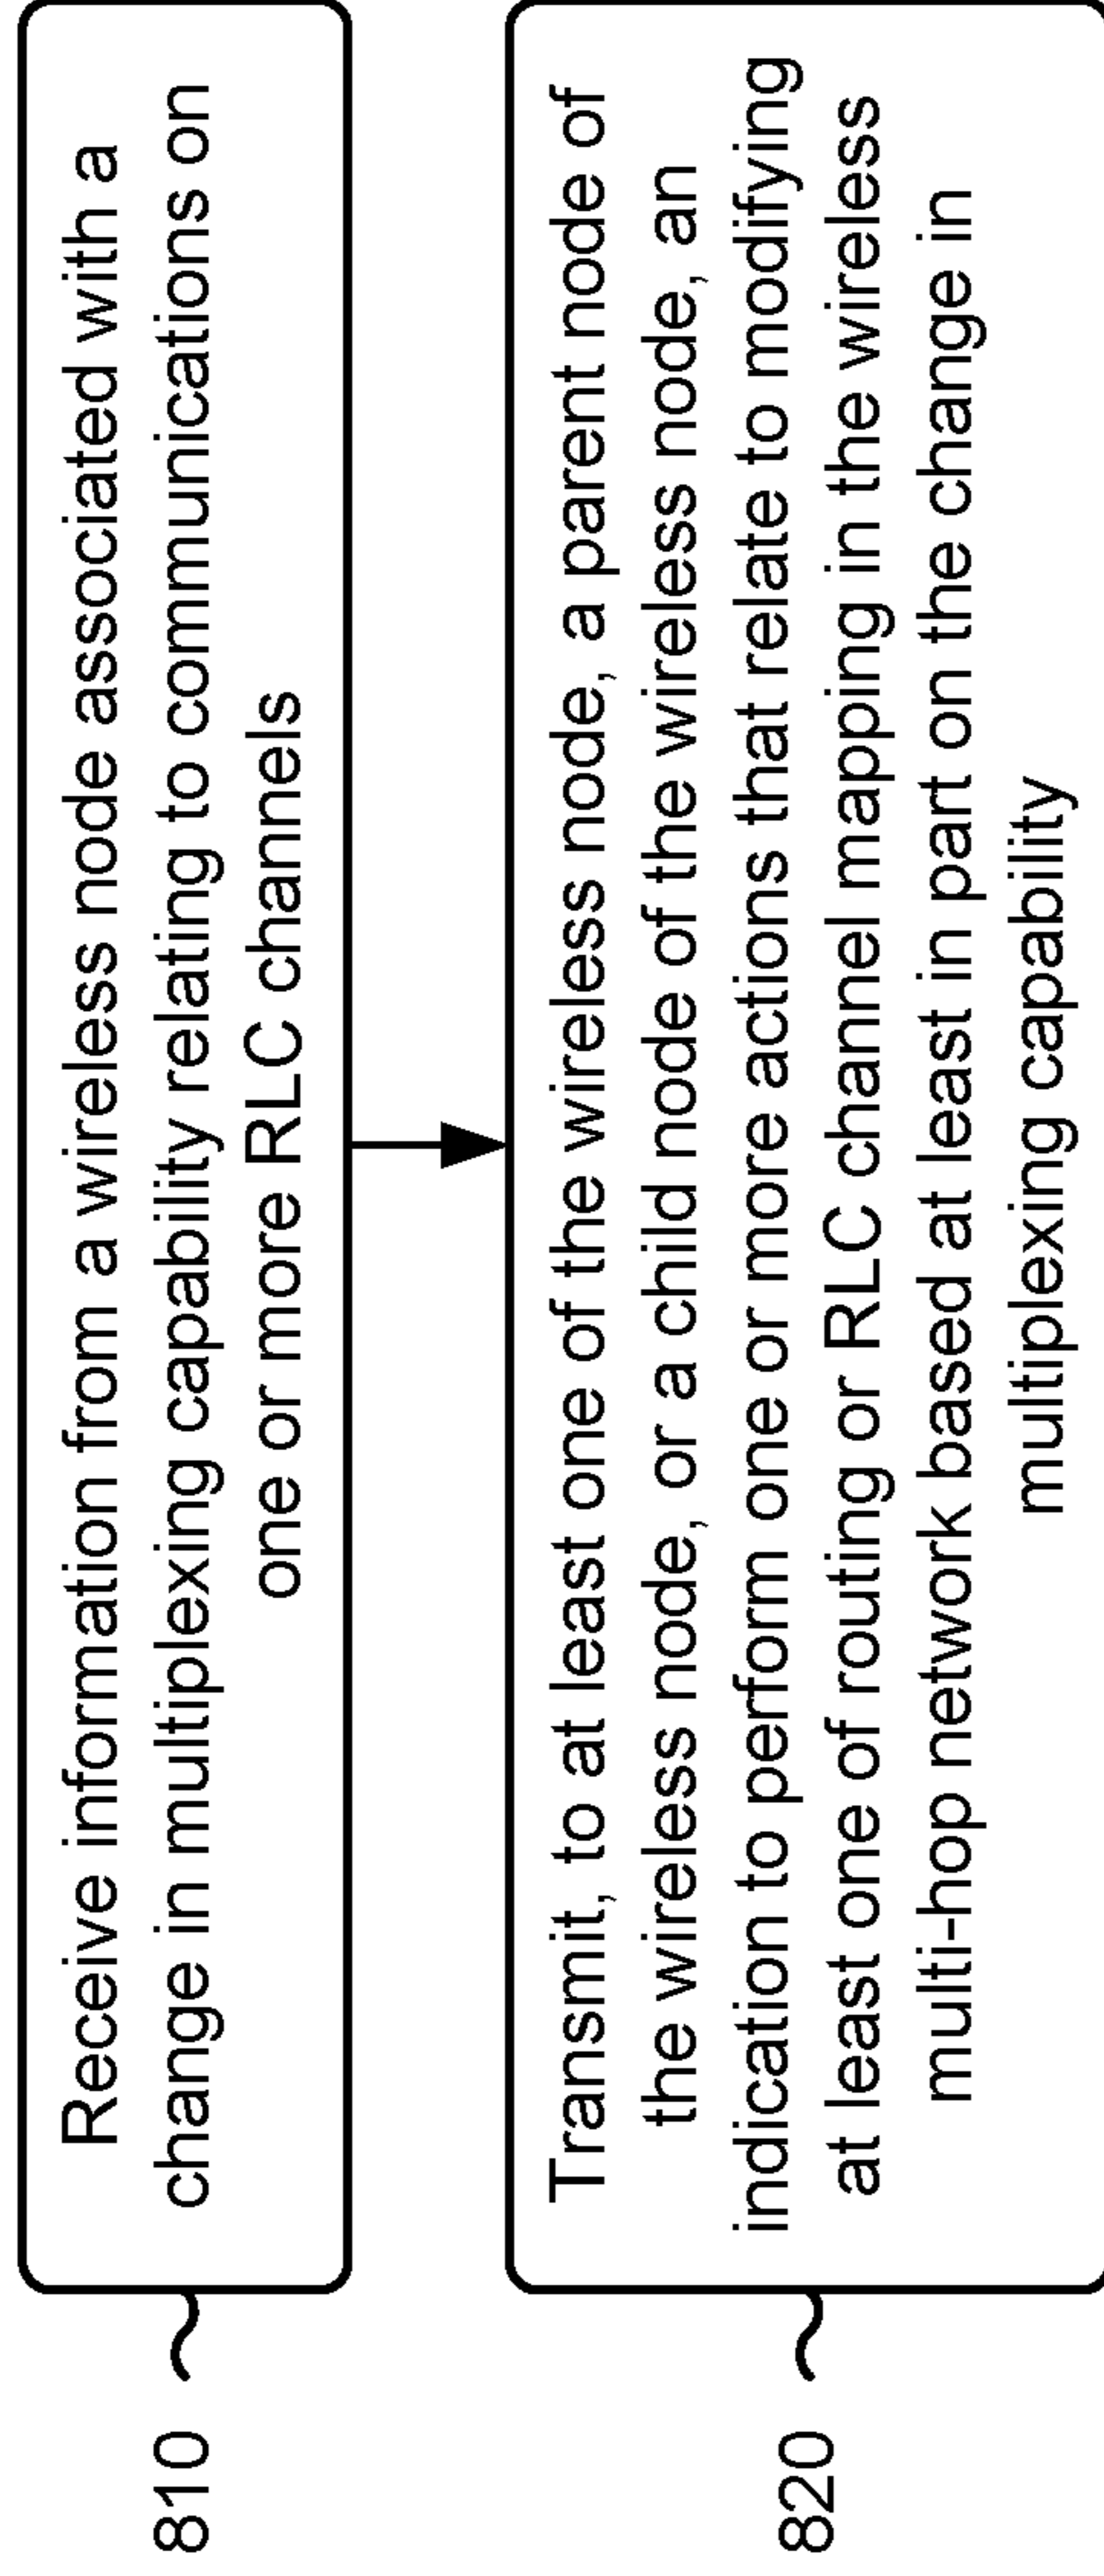 810
Receive information from a wireless node associated with a
change in multiplexing capability relating to communications on
one or more RLC channels
820
Transmit, to at least one of the wireless node, a parent node of
the wireless node, or a child node of the wireless node, an
indication to perform one or more actions that relate to modifying
at least one of routing or RLC channel mapping in the wireless
multi-hop network based at least in part on the change in
multiplexing capability